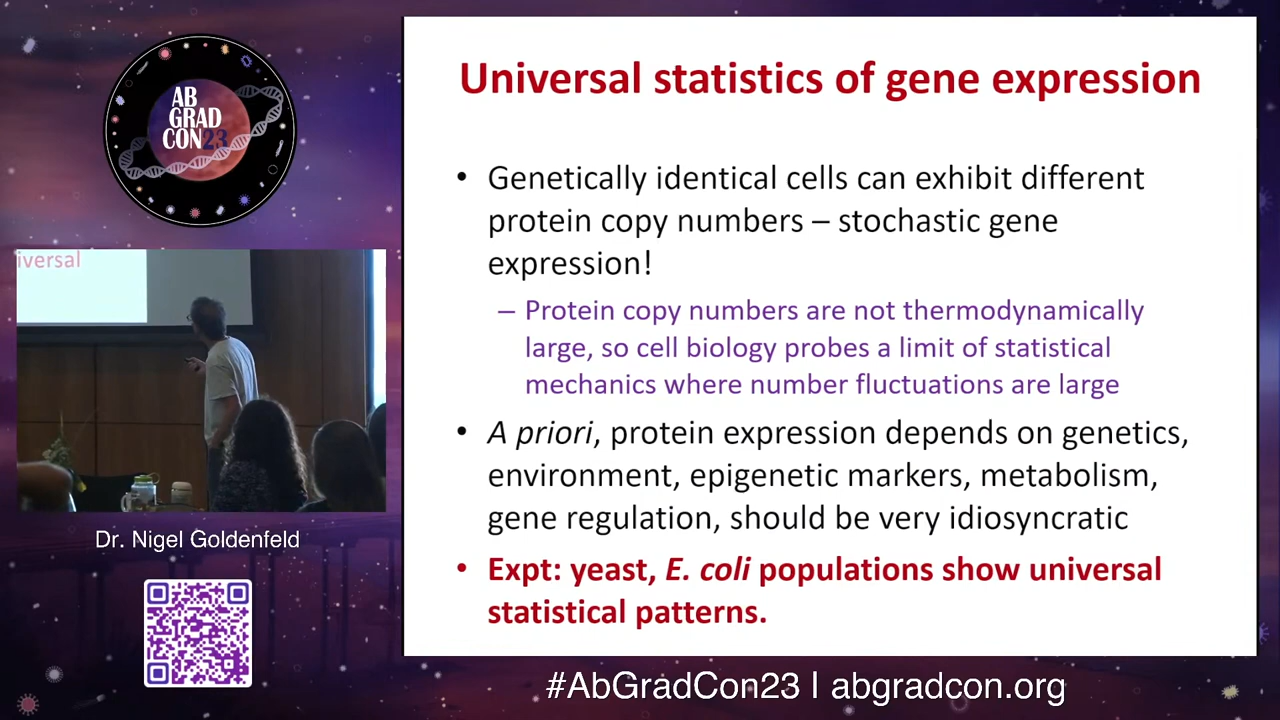 AB
GRAD
CON23
iversal
Dr. Nigel Goldenfeld
Universal statistics of gene expression
• Genetically identical cells can exhibit different
protein copy numbers – stochastic gene
expression!
– Protein copy numbers are not thermodynamically
large, so cell biology probes a limit of statistical
mechanics where number fluctuations are large
• A priori, protein expression depends on genetics,
environment, epigenetic markers, metabolism,
gene regulation, should be very idiosyncratic
• Expt: yeast, E. coli populations show universal
statistical patterns.
#AbGradCon23 | abgradcon.org